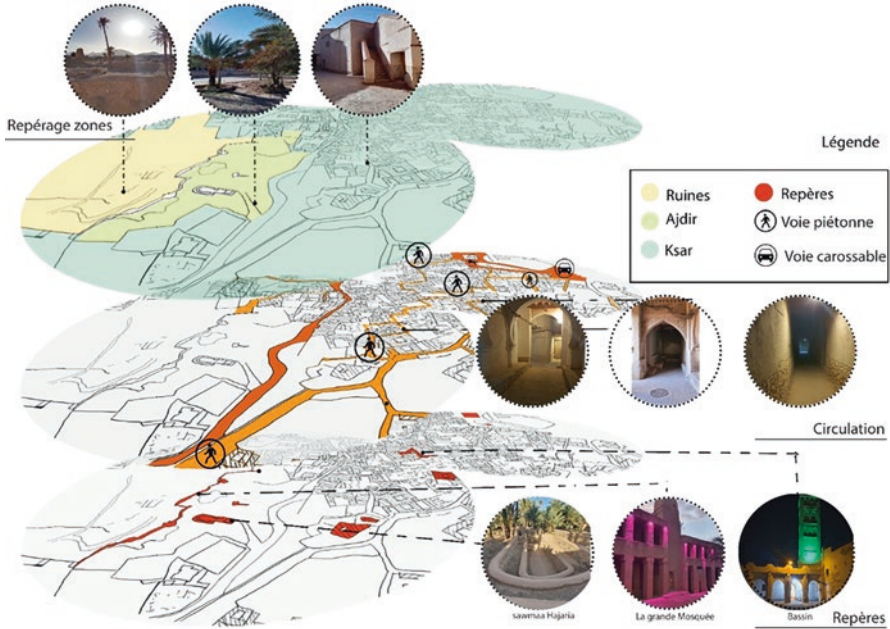 Repérage zones
Légende
Ruines
Ajdir
Ksar
Repères
Voie piétonne
Voie carossable
Circulation
sawmaa Hajaria
La grande Mosquée
Bassin
Repères